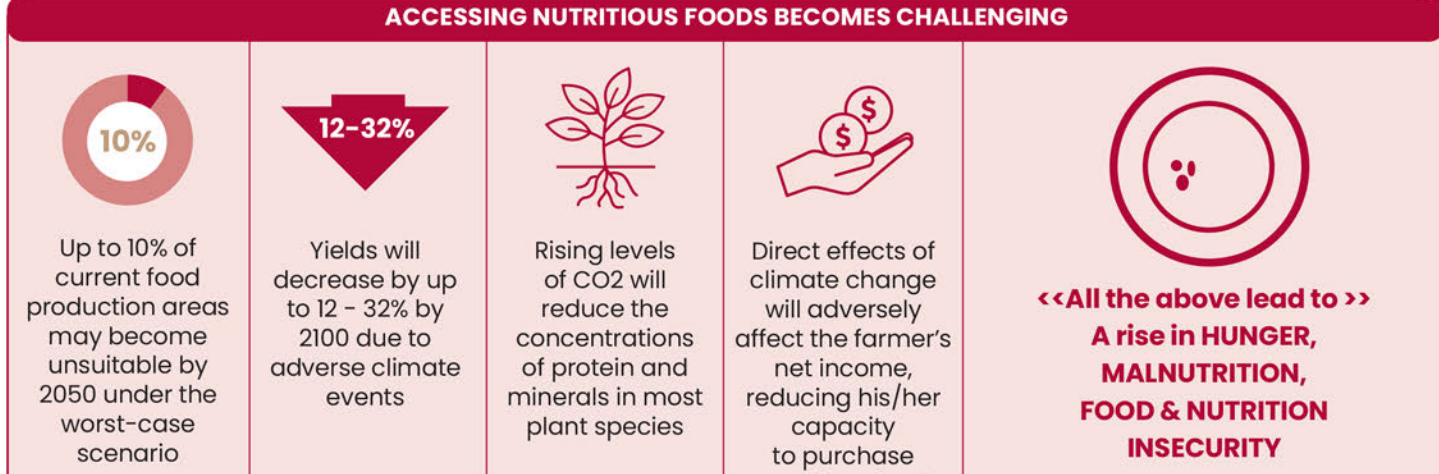 ACCESSING NUTRITIOUS FOODS BECOMES CHALLENGING
10%
Up to 10% of
current food
production areas
may become
unsuitable by
2050 under the
worst-case
scenario
12-32%
Yields will
decrease by up
to 12 - 32% by
2100 due to
adverse climate
events
Rising levels
of CO2 will
reduce the
concentrations
of protein and
minerals in most
plant species
$
$
Direct effects of
climate change
will adversely
affect the farmer's
net income,
reducing his/her
capacity
to purchase
<<All the above lead to >>
A rise in HUNGER,
MALNUTRITION,
FOOD & NUTRITION
INSECURITY